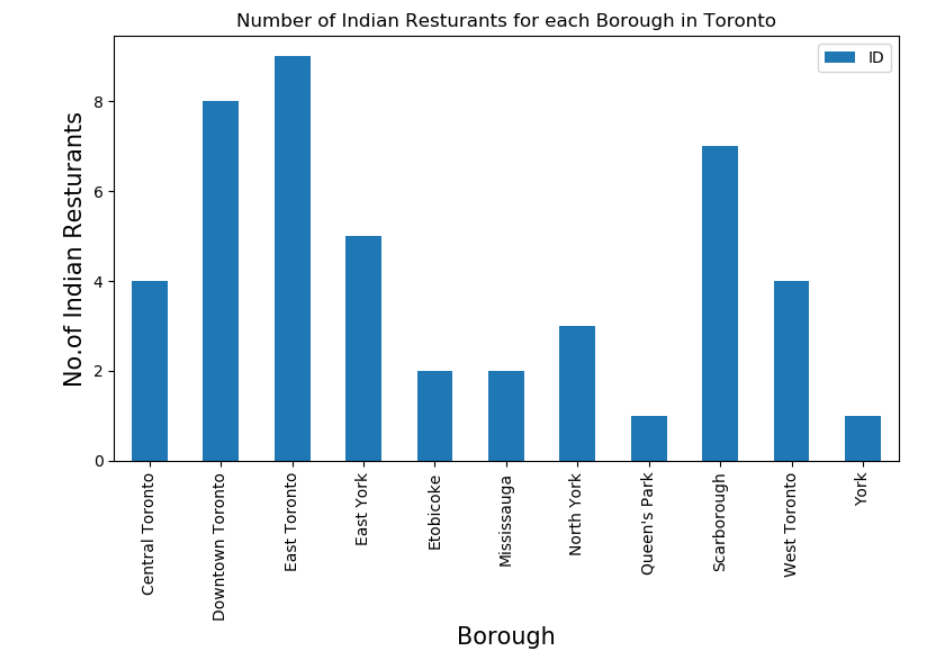 Number of Indian Resturants for each Borough in Toronto
ID
No.of Indian Resturants
8
6
4
2
0
Central Toronto
Downtown Toronto
East Toronto
East York
Etobicoke
Mississauga
North York
Queen's Park
Scarborough
West Toronto
York
Borough